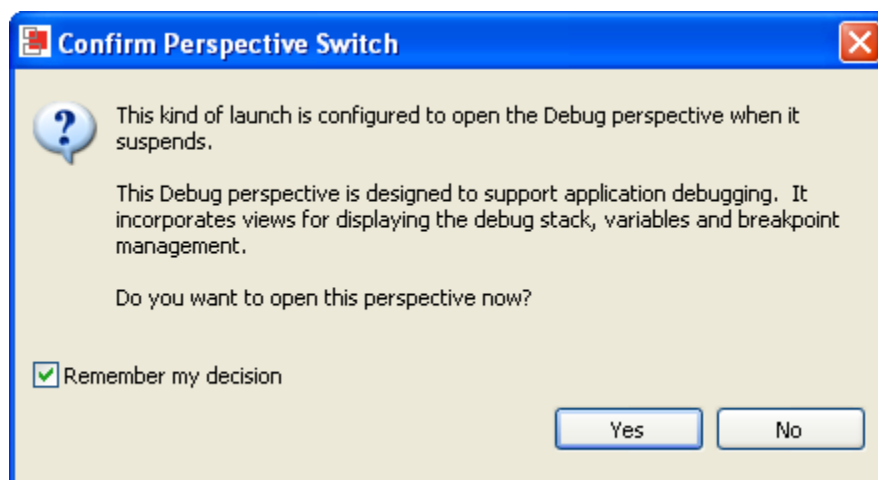 Confirm Perspective Switch
This kind of launch is configured to open the Debug perspective when it
suspends.
This Debug perspective is designed to support application debugging.  It
incorporates views for displaying the debug stack, variables and breakpoint
management.
Do you want to open this perspective now?
Remember my decision
Yes No